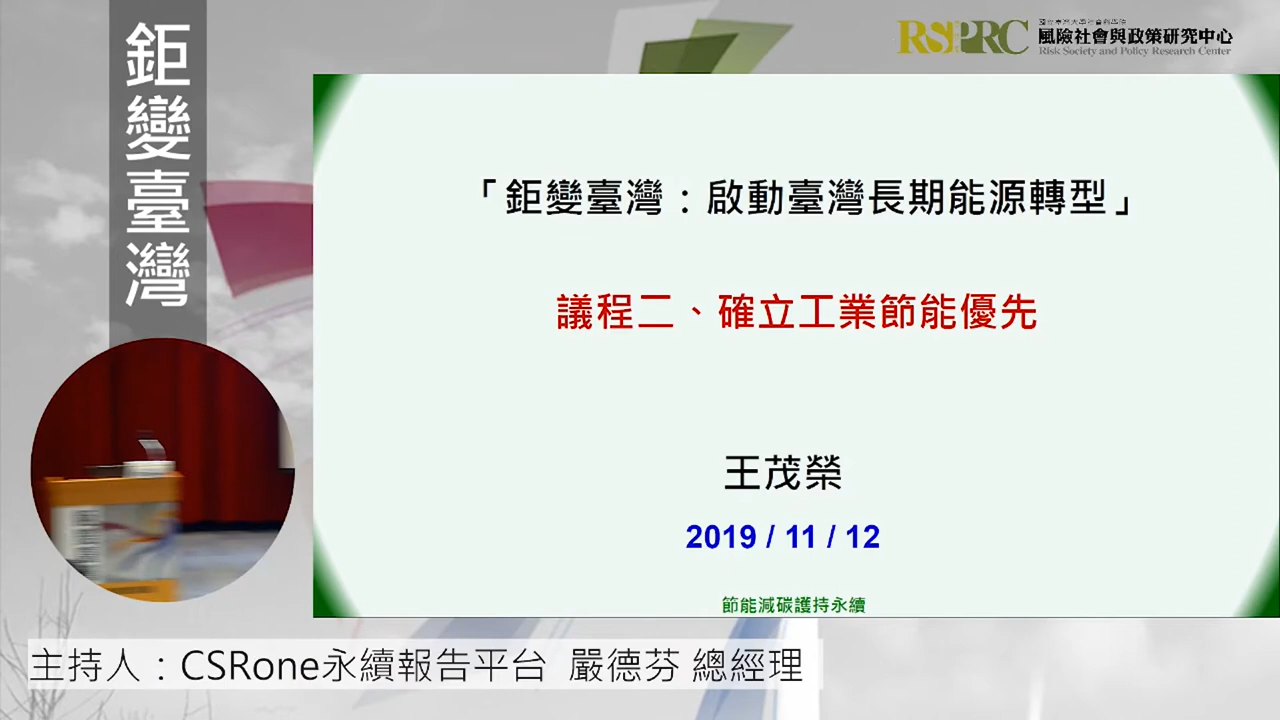 鉅變臺灣
RSPRC
國立臺灣大學社會科學院
風險社會與政策研究中心
Risk Society and Policy Research Center
「鉅變臺灣：啟動臺灣長期能源轉型」
議程二、確立工業節能優先
王茂榮
2019 / 11 / 12
節能減碳護持永續
主持人：CSRone永續報告平台 嚴德芬 總經理